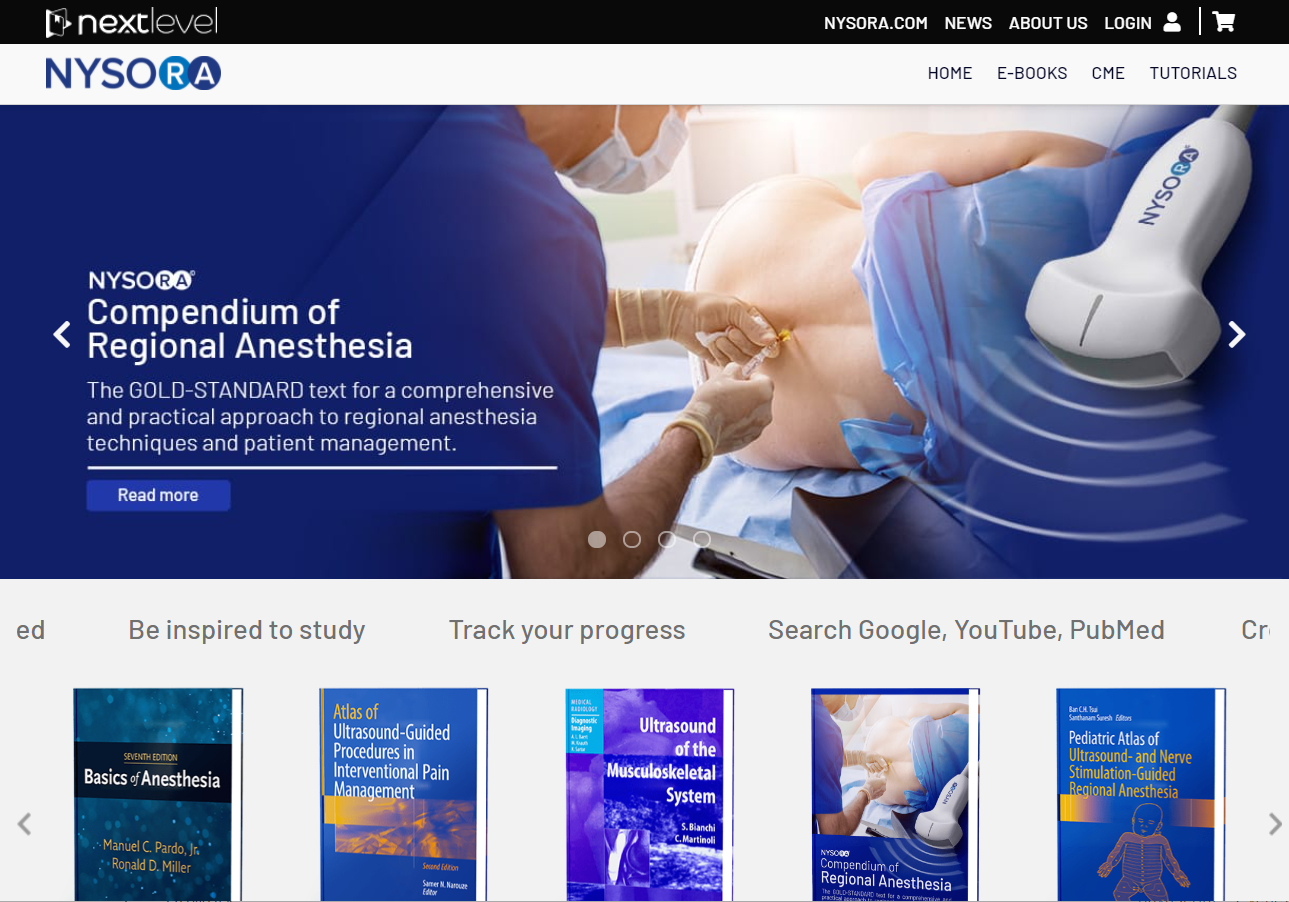 nextlevel
NYSORA.COM NEWS ABOUT US LOGIN
NYSORA
HOME E-BOOKS CME TUTORIALS
NYSORA
NYSORA
Compendium of
Regional Anesthesia
The GOLD-STANDARD text for a comprehensive
and practical approach to regional anesthesia
techniques and patient management.
Read more
ed Be inspired to study Track your progress Search Google, YouTube, PubMed Cr
SEVENTH EDITION
Basics of Anesthesia
Manuel C. Pardo, Jr.
Ronald D. Miller
Atlas of
Ultrasound-Guided
Procedures in
Interventional Pain
Management
Second Edition
Samer N. Narouze
Editor
MEDICAL
RADIOLOGY
Diagnostic
Imaging
A. L. Baert
M. Knauth
K. Sartor
Ultrasound
of the
Musculoskeletal
System
S. Bianchi
C. Martinoli
NYSORA
NYSORA
Compendium of
Regional Anesthesia
The GOLD-STANDARD text for a comprehensive and
Ban C.H. Tsui
Santhanam Suresh Editors
Pediatric Atlas of
Ultrasound- and Nerve
Stimulation-Guided
Regional Anesthesia